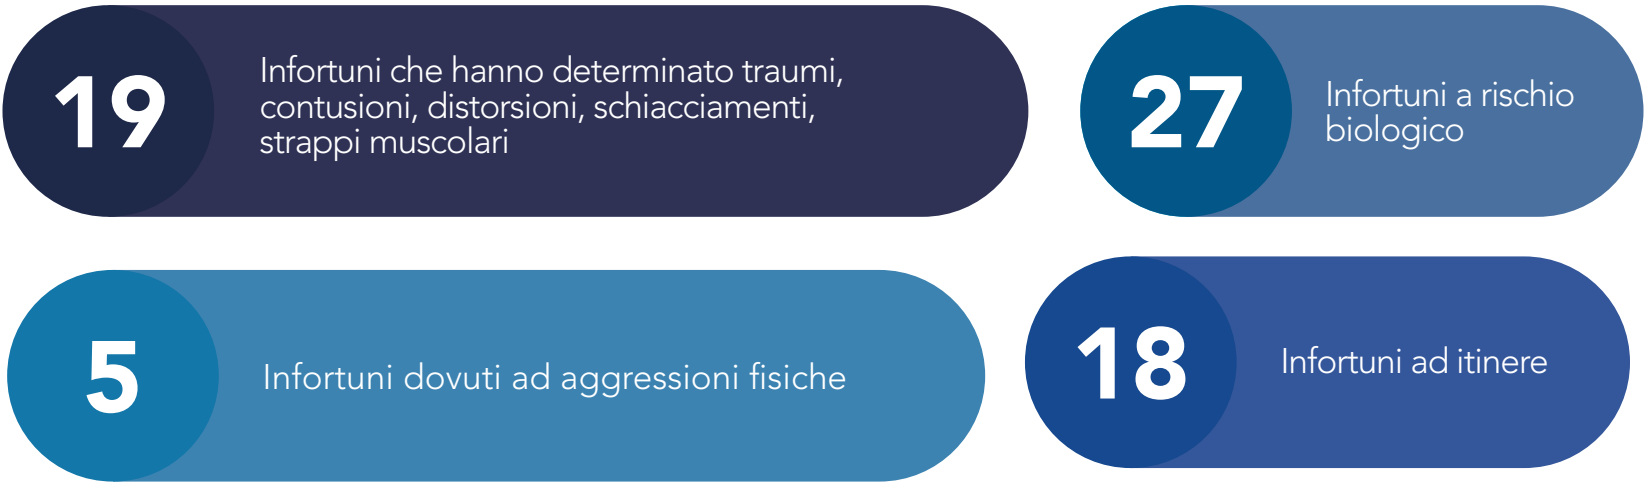 19
Infortuni che hanno determinato traumi,
contusioni, distorsioni, schiacciamenti,
strappi muscolari
27
Infortuni a rischio
biologico
5
Infortuni dovuti ad aggressioni fisiche
18
Infortuni ad itinere